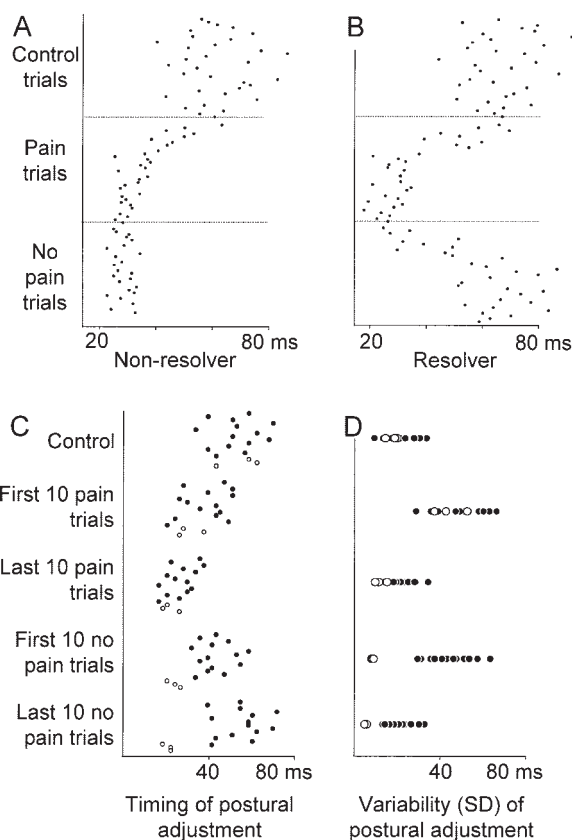 A
Control
trials
Pain
trials
No
pain
trials
20 80 ms
Non-resolver
B
20 80 ms
Resolver
C
Control
First 10 pain
trials
Last 10 pain
trials
First 10 no
pain trials
Last 10 no
pain trials
40 80 ms
Timing of postural
adjustment
D
40 80 ms
Variability (SD) of
postural adjustment